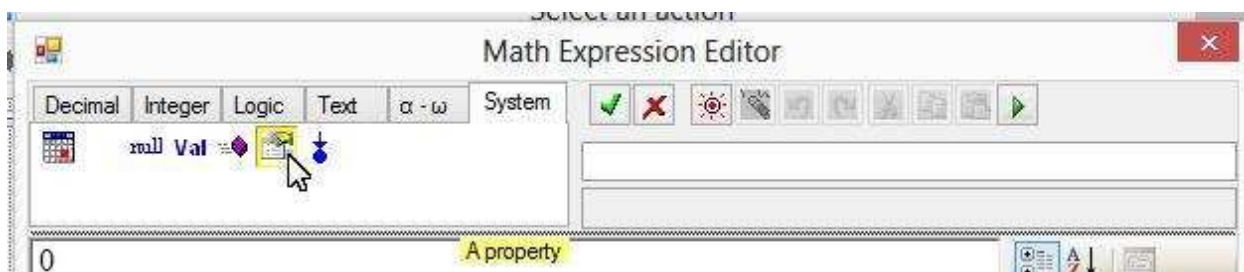 Select an action
Math Expression Editor
Decimal Integer Logic Text α - ω System
null Val
A property
0
A Z